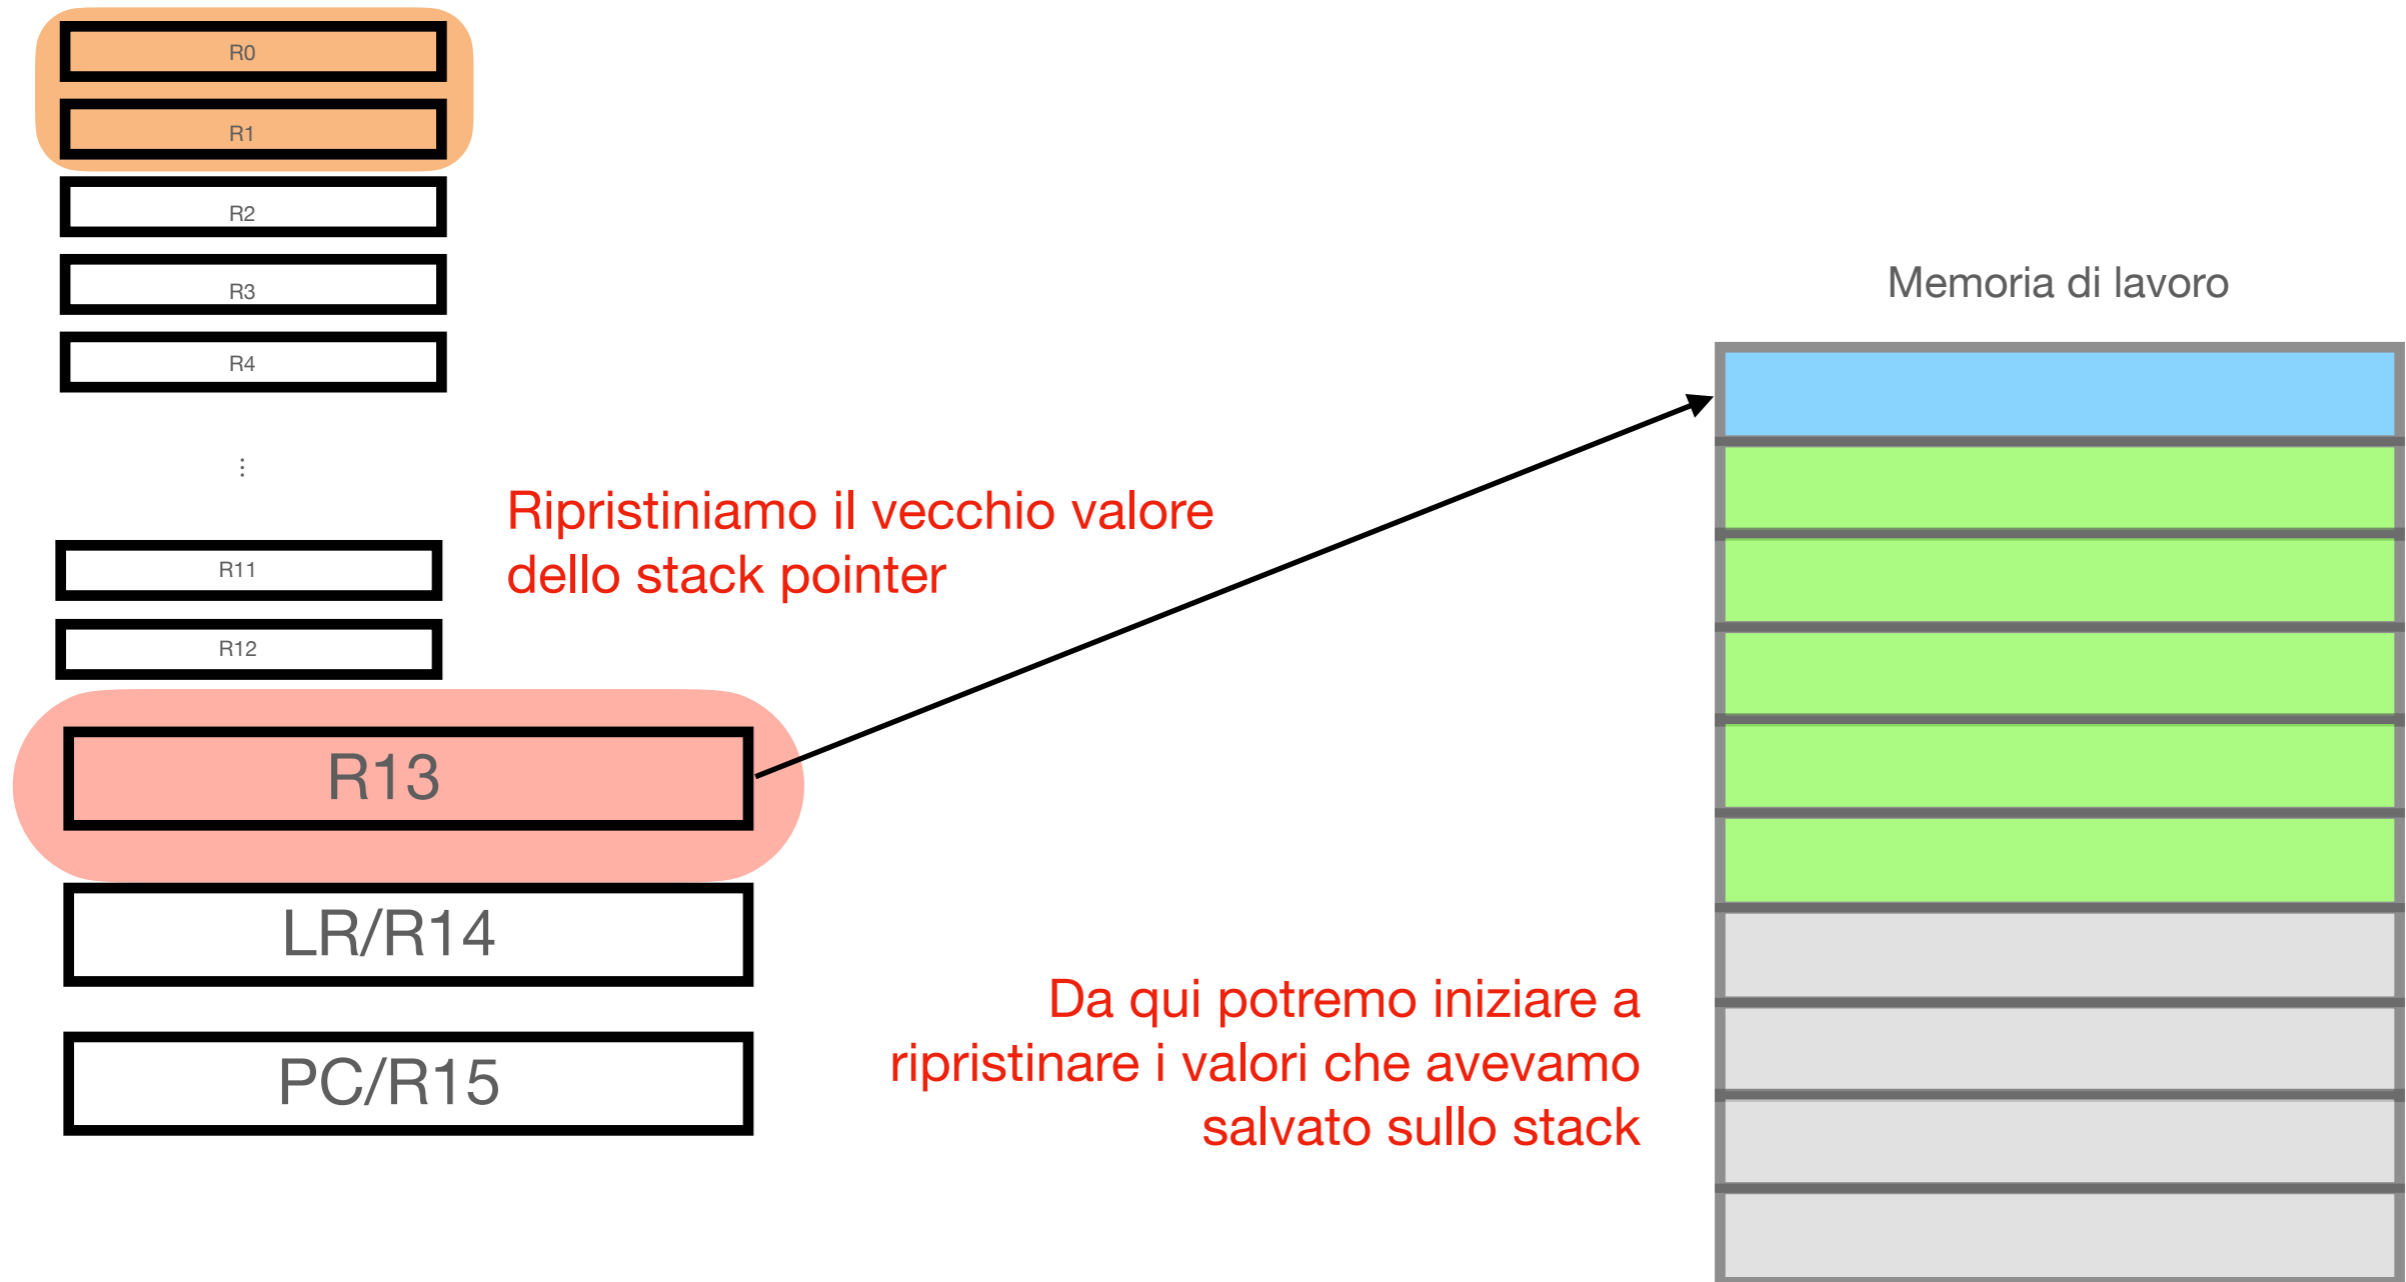 R0
R1
R2
R3
R4
⋮
R11
R12
R13
LR/R14
PC/R15
Ripristiniamo il vecchio valore
dello stack pointer
Memoria di lavoro
Da qui potremo iniziare a
ripristinare i valori che avevamo
salvato sullo stack